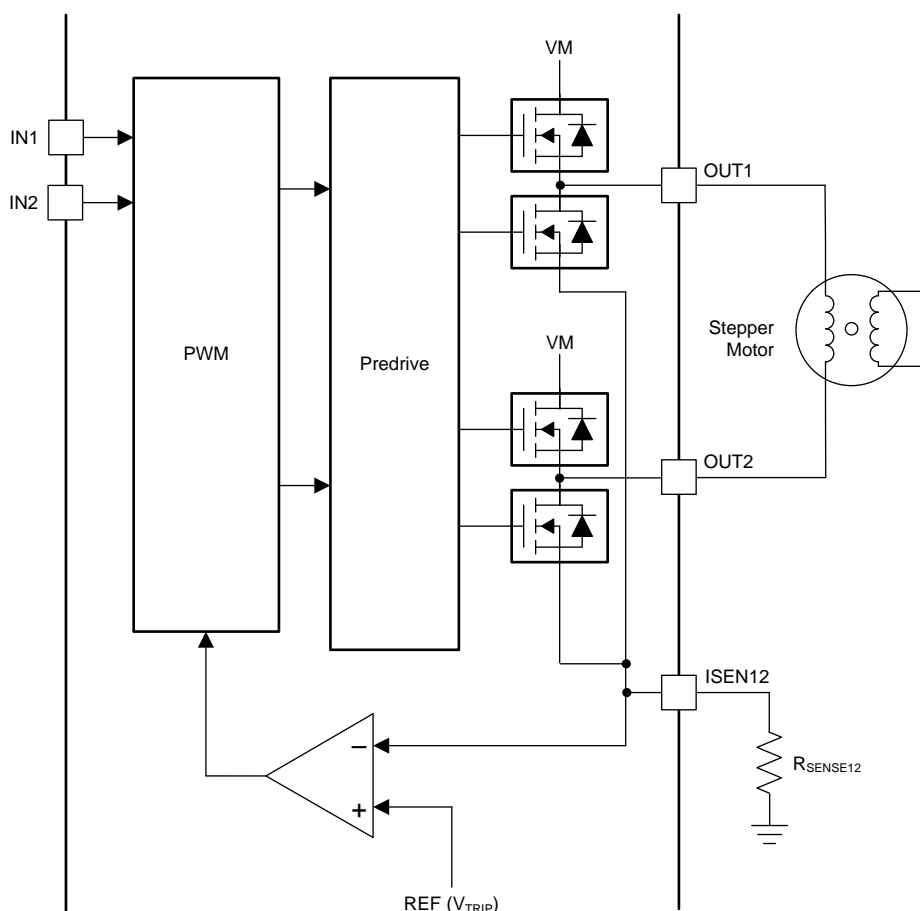 VM
IN1
OUT1
IN2
Stepper
Motor
PWM
Predrive
VM
OUT2
ISEN12
−
RSENSE12
+
REF (VTRIP)